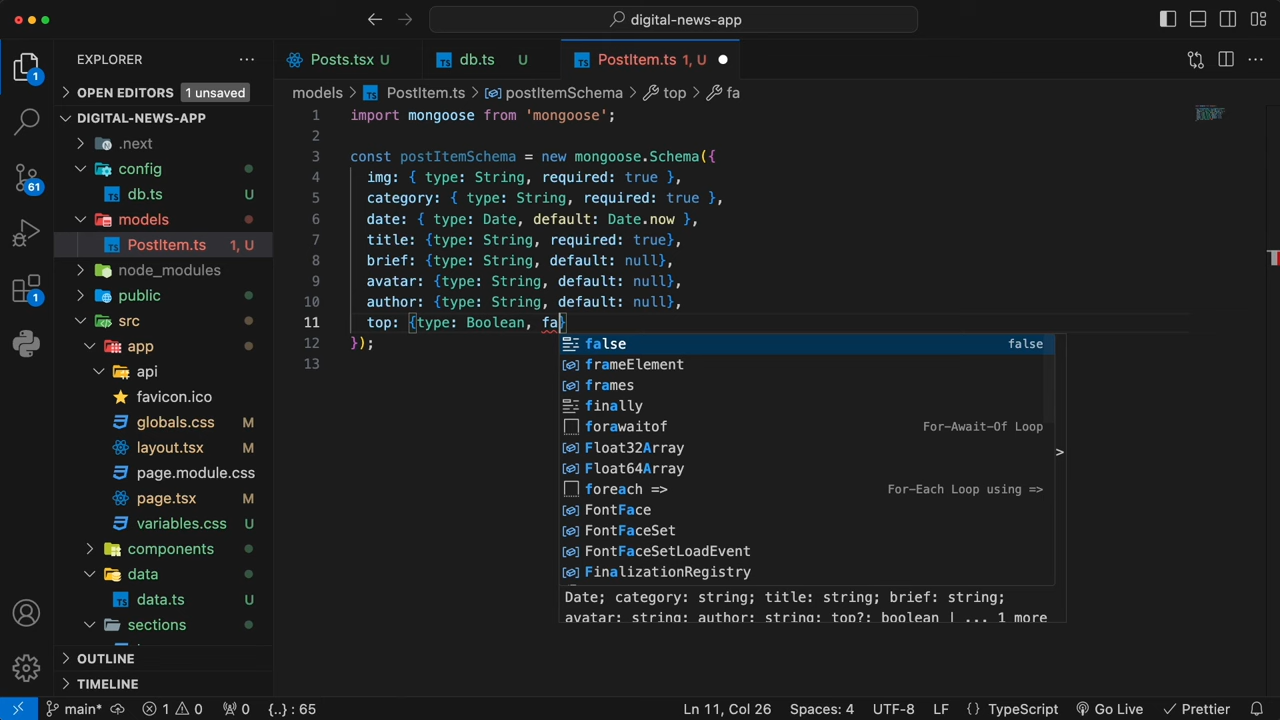 digital-news-app
EXPLORER
OPEN EDITORS 1 unsaved
DIGITAL-NEWS-APP
.next
config
db.ts U
models
PostItem.ts 1, U
node_modules
public
src
app
api
favicon.ico
globals.css M
layout.tsx M
page.module.css
page.tsx M
variables.css U
components
data
data.ts U
sections
OUTLINE
TIMELINE
1
61
1
Posts.tsx U
db.ts U
PostItem.ts 1, U
models > PostItem.ts > postItemSchema > top > fa
1 import mongoose from 'mongoose';
2
3 const postItemSchema = new mongoose.Schema({
4 img: { type: String, required: true },
5 category: { type: String, required: true },
6 date: { type: Date, default: Date.now },
7 title: {type: String, required: true},
8 brief: {type: String, default: null},
9 avatar: {type: String, default: null},
10 author: {type: String, default: null},
11 top: {type: Boolean, fa}
12 });
13
false false
frameElement
frames
finally
forawaitof For-Await-Of Loop
Float32Array
Float64Array
foreach => For-Each Loop using =>
FontFace
FontFaceSet
FontFaceSetLoadEvent
FinalizationRegistry
Date; category: string; title: string; brief: string;
avatar: string; author: string; top?: boolean | ... 1 more
main* 1 0 0 {..} : 65 Ln 11, Col 26 Spaces: 4 UTF-8 LF {} TypeScript Go Live Prettier